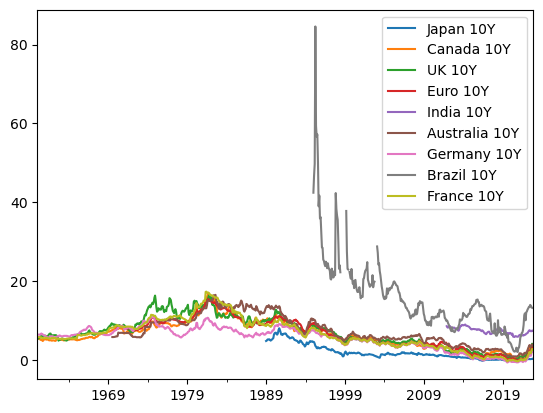 80
60
40
20
0
1969 1979 1989 1999 2009 2019
Japan 10Y
Canada 10Y
UK 10Y
Euro 10Y
India 10Y
Australia 10Y
Germany 10Y
Brazil 10Y
France 10Y